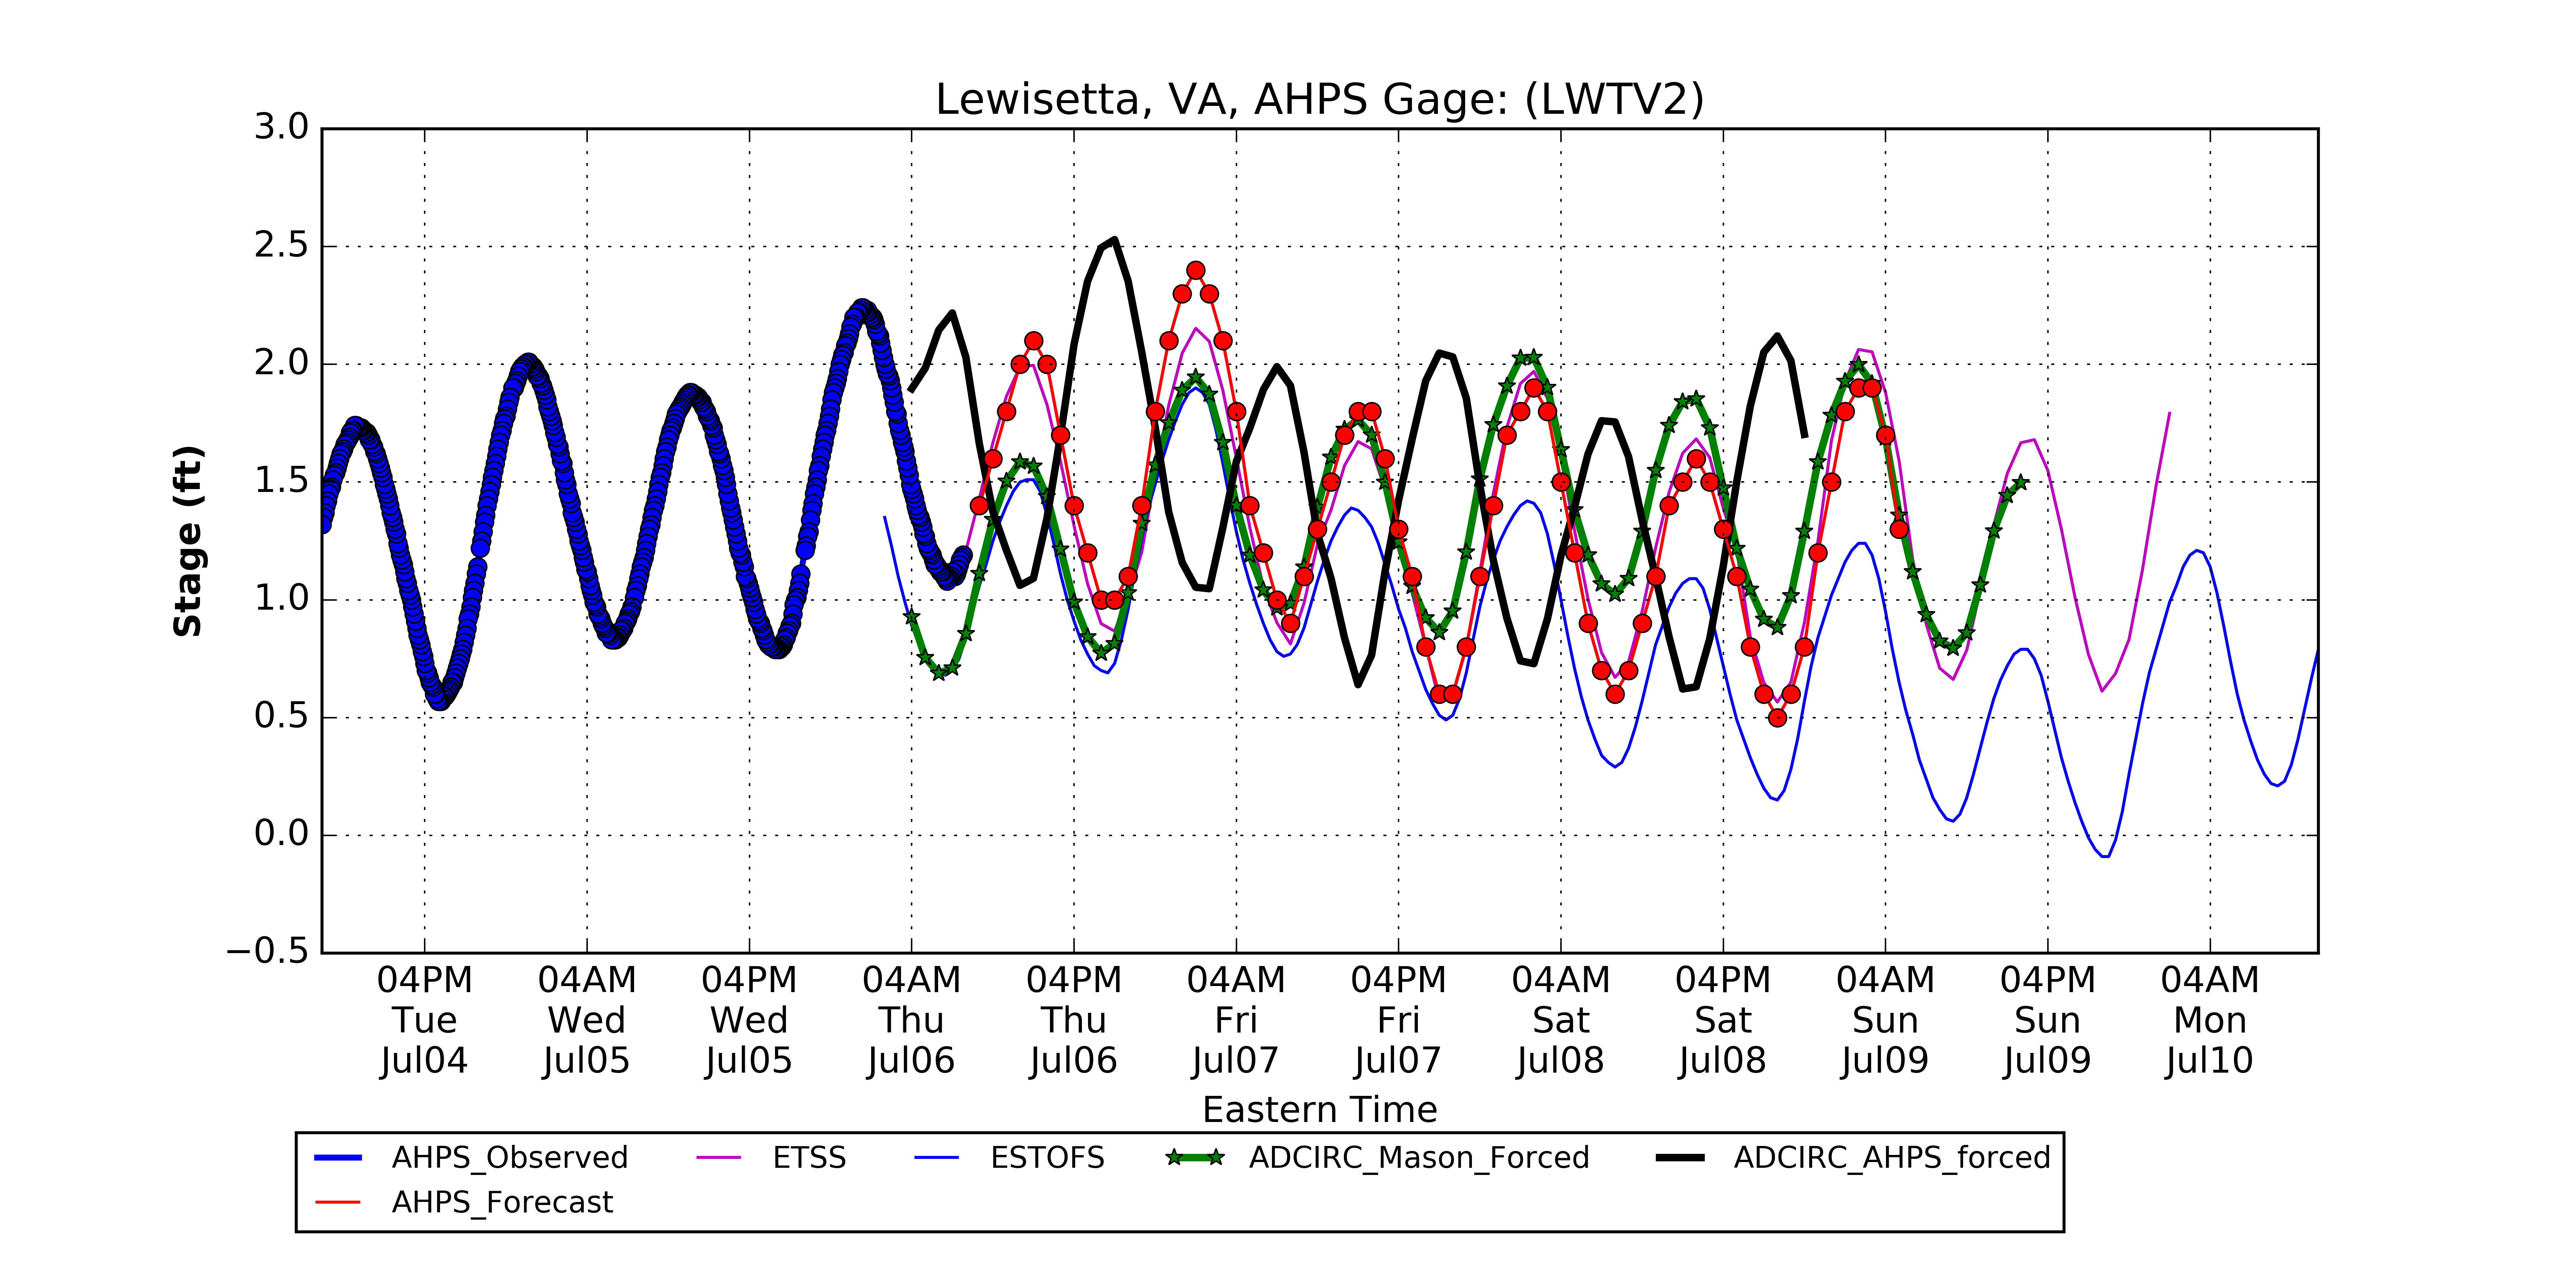 Lewisetta, VA, AHPS Gage: (LWTV2)
3.0
2.5
2.0
1.5
1.0
0.5
0.0
−0.5
Stage (ft)
04PM 04AM 04PM 04AM 04PM 04AM 04PM 04AM 04PM 04AM 04PM 04AM
Tue Wed Wed Thu Thu Fri Fri Sat Sat Sun Sun Mon
Jul04 Jul05 Jul05 Jul06 Jul06 Jul07 Jul07 Jul08 Jul08 Jul09 Jul09 Jul10
Eastern Time
AHPS_Observed ETSS ESTOFS ADCIRC_Mason_Forced ADCIRC_AHPS_forced
AHPS_Forecast